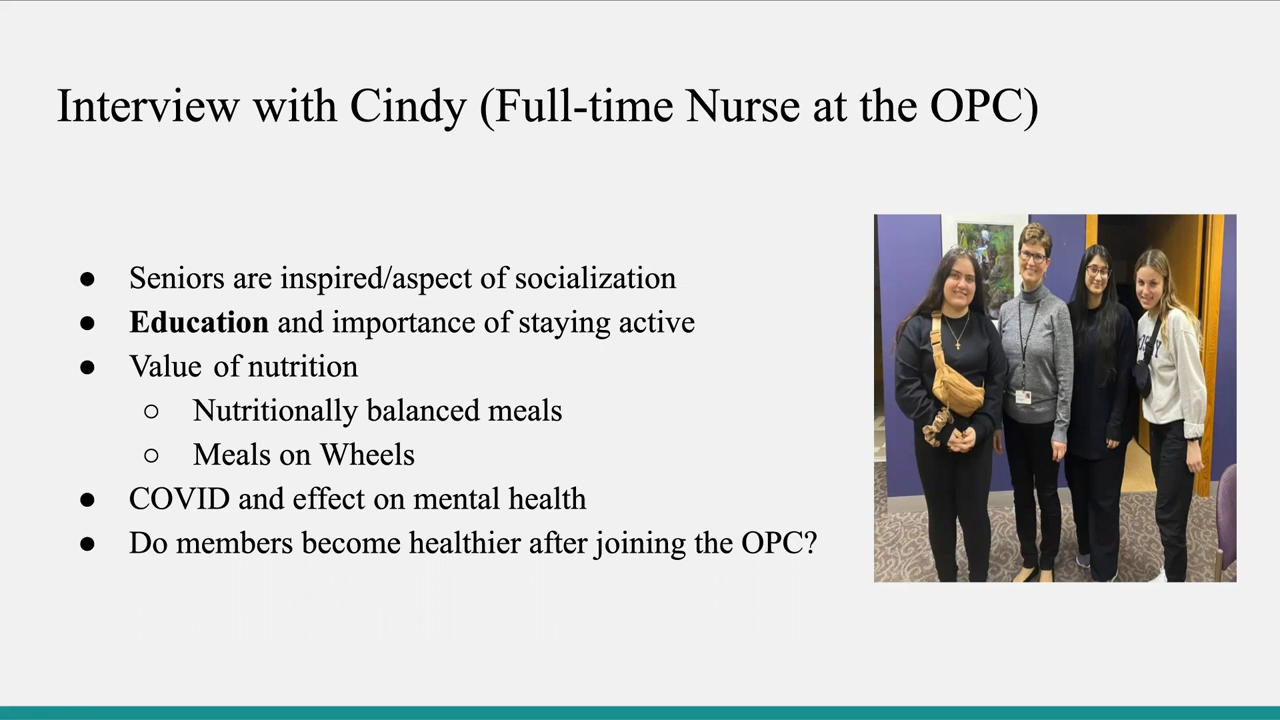 Interview with Cindy (Full-time Nurse at the OPC)
● Seniors are inspired/aspect of socialization
● Education and importance of staying active
● Value of nutrition
○ Nutritionally balanced meals
○ Meals on Wheels
● COVID and effect on mental health
● Do members become healthier after joining the OPC?